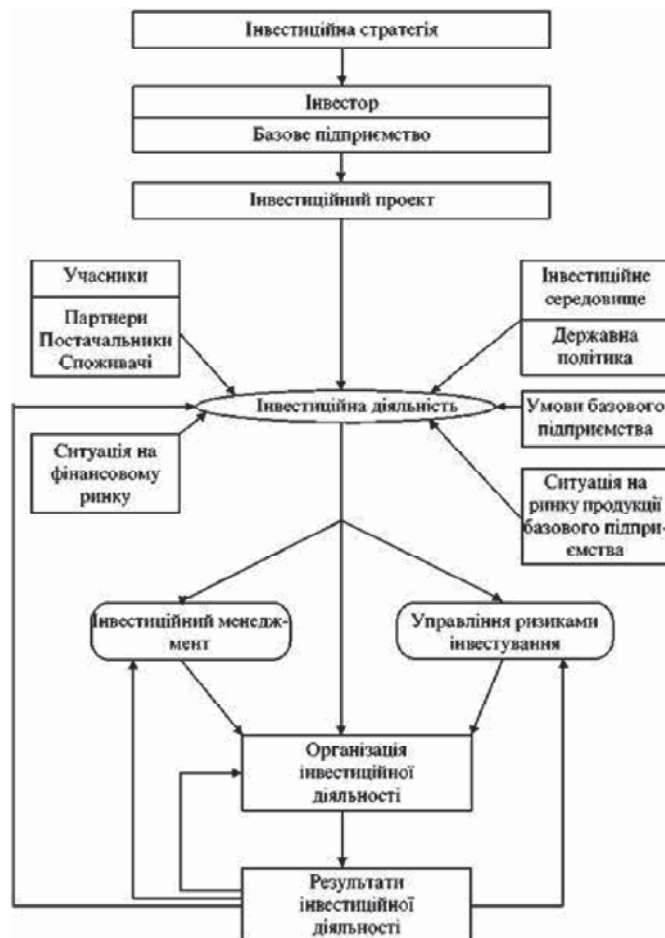 Інвестиційна стратегія
Інвестор
Базове підприємство
Інвестиційний проект
Учасники
Партнери
Постачальники
Споживачі
Інвестиційне
середовище
Державна
політика
Інвестиційна діяльність
Умови базового
підприємства
Ситуація на
фінансовому
ринку
Ситуація на
ринку продукції
базового підпри-
ємства
Інвестиційний менедж-
мент
Управління ризиками
інвестування
Організація
інвестиційної
діяльності
Результати
інвестиційної
діяльності